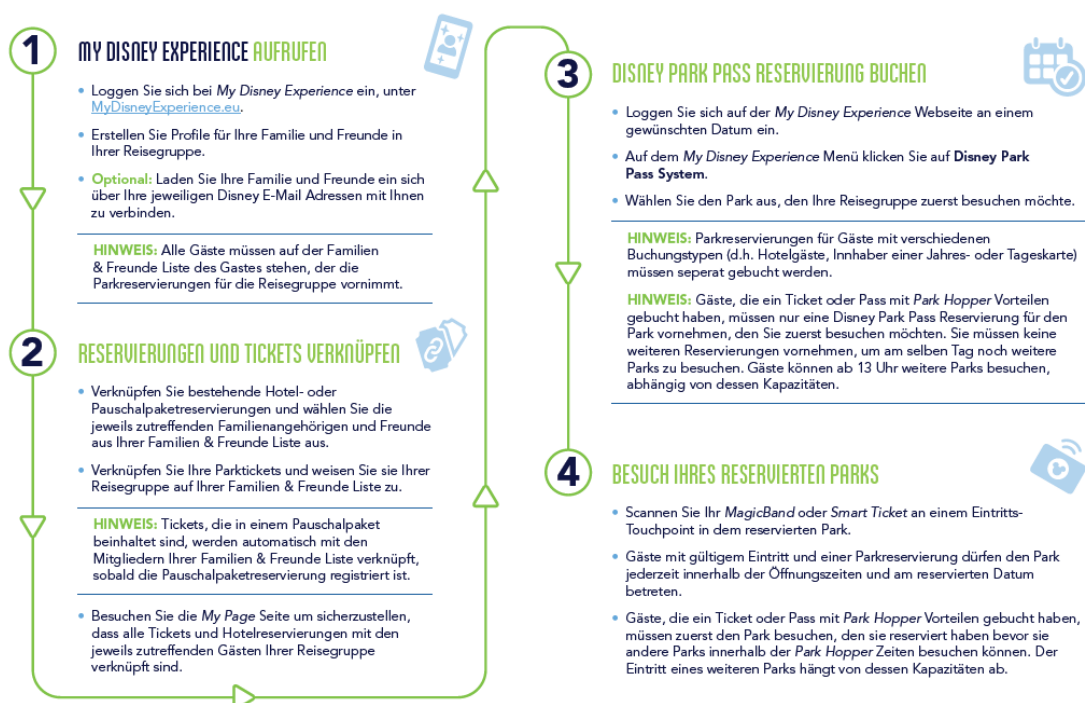 1
MY DISNEY EXPERIENCE AUFRUFEN
• Loggen Sie sich bei My Disney Experience ein, unter
MyDisneyExperience.eu.
• Erstellen Sie Profile für Ihre Familie und Freunde in
Ihrer Reisegruppe.
• Optional: Laden Sie Ihre Familie und Freunde ein sich
über Ihre jeweiligen Disney E-Mail Adressen mit Ihnen
zu verbinden.
HINWEIS: Alle Gäste müssen auf der Familien
& Freunde Liste des Gastes stehen, der die
Parkreservierungen für die Reisegruppe vornimmt.
2
RESERVIERUNGEN UND TICKETS VERKNÜPFEN
• Verknüpfen Sie bestehende Hotel- oder
Pauschalpaketreservierungen und wählen Sie die
jeweils zutreffenden Familienangehörigen und Freunde
aus Ihrer Familien & Freunde Liste aus.
• Verknüpfen Sie Ihre Parktickets und weisen Sie sie Ihrer
Reisegruppe auf Ihrer Familien & Freunde Liste zu.
HINWEIS: Tickets, die in einem Pauschalpaket
beinhaltet sind, werden automatisch mit den
Mitgliedern Ihrer Familien & Freunde Liste verknüpft,
sobald die Pauschalpaketreservierung registriert ist.
• Besuchen Sie die My Page Seite um sicherzustellen,
dass alle Tickets und Hotelreservierungen mit den
jeweils zutreffenden Gästen Ihrer Reisegruppe
verknüpft sind.
3
DISNEY PARK PASS RESERVIERUNG BUCHEN
• Loggen Sie sich auf der My Disney Experience Webseite an einem
gewünschten Datum ein.
• Auf dem My Disney Experience Menü klicken Sie auf Disney Park
Pass System.
• Wählen Sie den Park aus, den Ihre Reisegruppe zuerst besuchen möchte.
HINWEIS: Parkreservierungen für Gäste mit verschiedenen
Buchungstypen (d.h. Hotelgäste, Innhaber einer Jahres- oder Tageskarte)
müssen seperat gebucht werden.
HINWEIS: Gäste, die ein Ticket oder Pass mit Park Hopper Vorteilen
gebucht haben, müssen nur eine Disney Park Pass Reservierung für den
Park vornehmen, den Sie zuerst besuchen möchten. Sie müssen keine
weiteren Reservierungen vornehmen, um am selben Tag noch weitere
Parks zu besuchen. Gäste können ab 13 Uhr weitere Parks besuchen,
abhängig von dessen Kapazitäten.
4
BESUCH IHRES RESERVIERTEN PARKS
• Scannen Sie Ihr MagicBand oder Smart Ticket an einem Eintritts-
Touchpoint in dem reservierten Park.
• Gäste mit gültigem Eintritt und einer Parkreservierung dürfen den Park
jederzeit innerhalb der Öffnungszeiten und am reservierten Datum
betreten.
• Gäste, die ein Ticket oder Pass mit Park Hopper Vorteilen gebucht haben,
müssen zuerst den Park besuchen, den sie reserviert haben bevor sie
andere Parks innerhalb der Park Hopper Zeiten besuchen können. Der
Eintritt eines weiteren Parks hängt von dessen Kapazitäten ab.